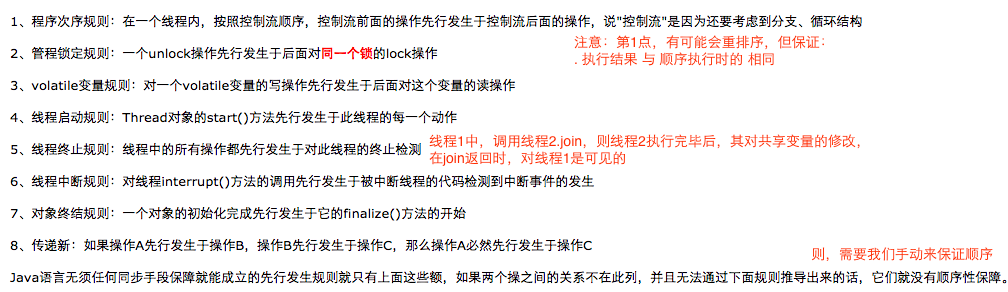 1、程序次序规则：在一个线程内，按照控制流顺序，控制流前面的操作先行发生于控制流后面的操作，说"控制流"是因为还要考虑到分支、循环结构
注意：第1点，有可能会重排序，但保证：
. 执行结果 与 顺序执行时的 相同
2、管程锁定规则：一个unlock操作先行发生于后面对同一个锁的lock操作
3、volatile变量规则：对一个volatile变量的写操作先行发生于后面对这个变量的读操作
4、线程启动规则：Thread对象的start()方法先行发生于此线程的每一个动作
5、线程终止规则：线程中的所有操作都先行发生于对此线程的终止检测
线程1中，调用线程2.join，则线程2执行完毕后，其对共享变量的修改，
在join返回时，对线程1是可见的
6、线程中断规则：对线程interrupt()方法的调用先行发生于被中断线程的代码检测到中断事件的发生
7、对象终结规则：一个对象的初始化完成先行发生于它的finalize()方法的开始
8、传递新：如果操作A先行发生于操作B，操作B先行发生于操作C，那么操作A必然先行发生于操作C
则，需要我们手动来保证顺序
Java语言无须任何同步手段保障就能成立的先行发生规则就只有上面这些额，如果两个操之间的关系不在此列，并且无法通过下面规则推导出来的话，它们就没有顺序性保障。